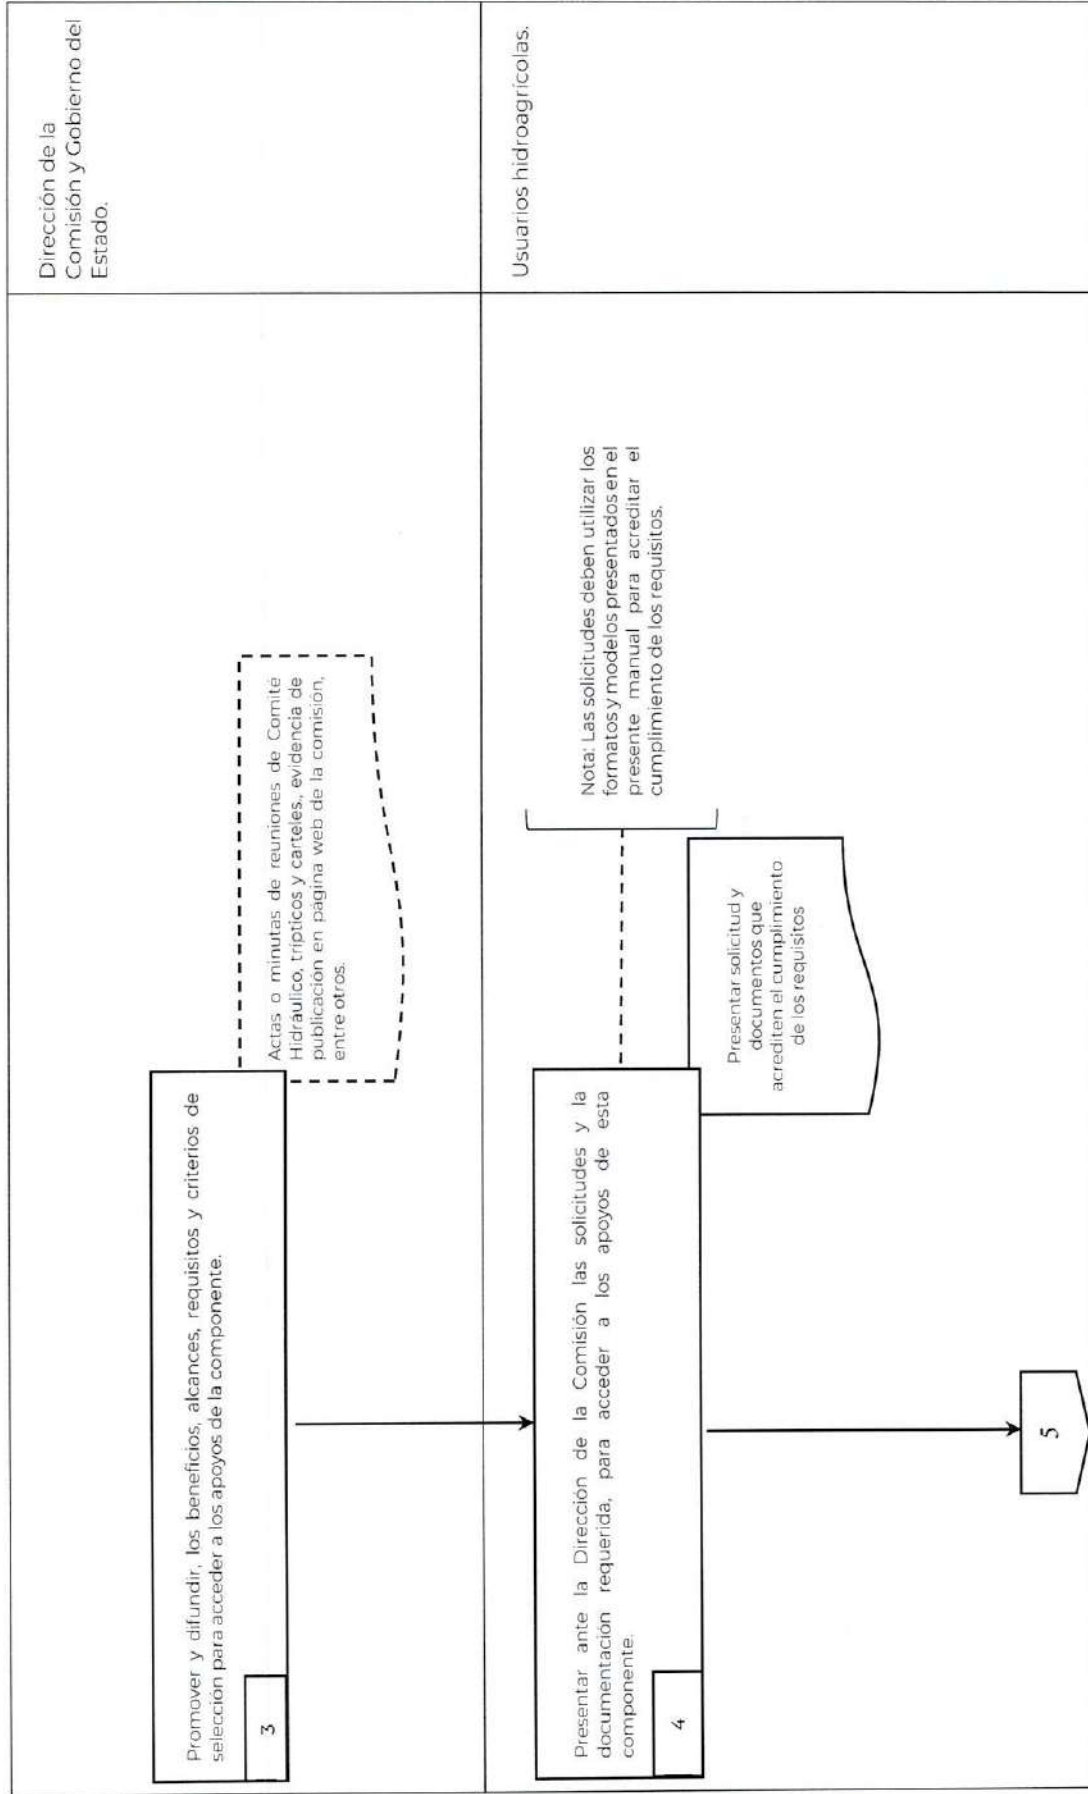 Promover y difundir, los beneficios, alcances, requisitos y criterios de
selección para acceder a los apoyos de la componente.
3
Actas o minutas de reuniones de Comité
Hidráulico, trípticos y carteles, evidencia de
publicación en página web de la comisión,
entre otros.
Dirección de la
Comisión y Gobierno del
Estado.
Presentar ante la Dirección de la Comisión las solicitudes y la
documentación requerida, para acceder a los apoyos de esta
componente.
4
Presentar solicitud y
documentos que
acrediten el cumplimiento
de los requisitos
Nota: Las solicitudes deben utilizar los
formatos y modelos presentados en el
presente manual para acreditar el
cumplimiento de los requisitos.
Usuarios hidroagrícolas.
5